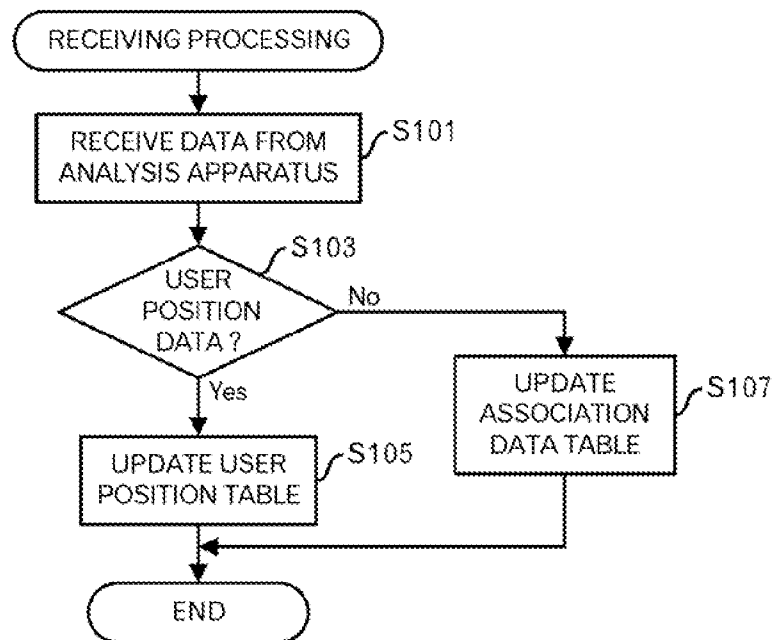 RECEIVING PROCESSING
RECEIVE DATA FROM
ANALYSIS APPARATUS
S101
USER
POSITION
DATA ?
S103
No
Yes
UPDATE
ASSOCIATION
DATA TABLE
S107
UPDATE USER
POSITION TABLE
S105
END